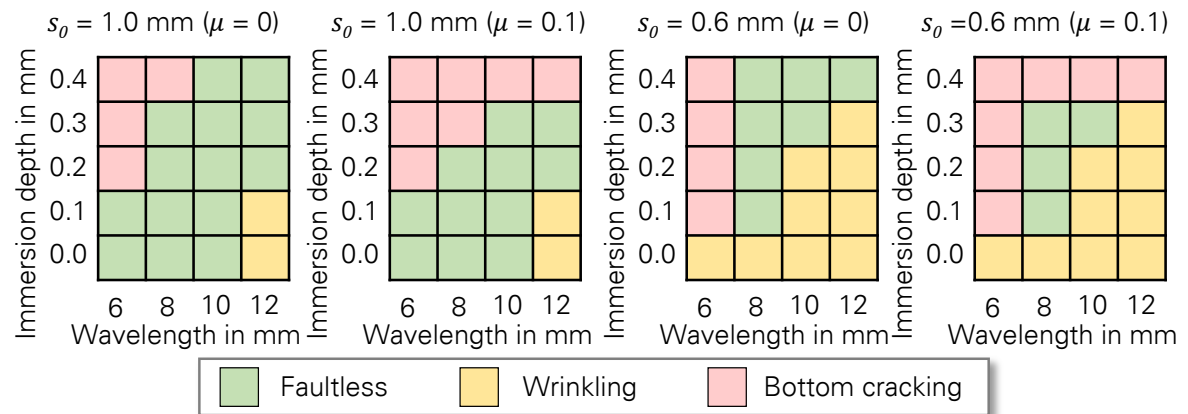 s₀ = 1.0 mm (μ = 0)
s₀ = 1.0 mm (μ = 0.1)
s₀ = 0.6 mm (μ = 0)
s₀ =0.6 mm (μ = 0.1)
Immersion depth in mm
0.4
0.3
0.2
0.1
0.0
6 8 10 12
Wavelength in mm
Immersion depth in mm
0.4
0.3
0.2
0.1
0.0
6 8 10 12
Wavelength in mm
Immersion depth in mm
0.4
0.3
0.2
0.1
0.0
6 8 10 12
Wavelength in mm
Immersion depth in mm
0.4
0.3
0.2
0.1
0.0
6 8 10 12
Wavelength in mm
Faultless
Wrinkling
Bottom cracking